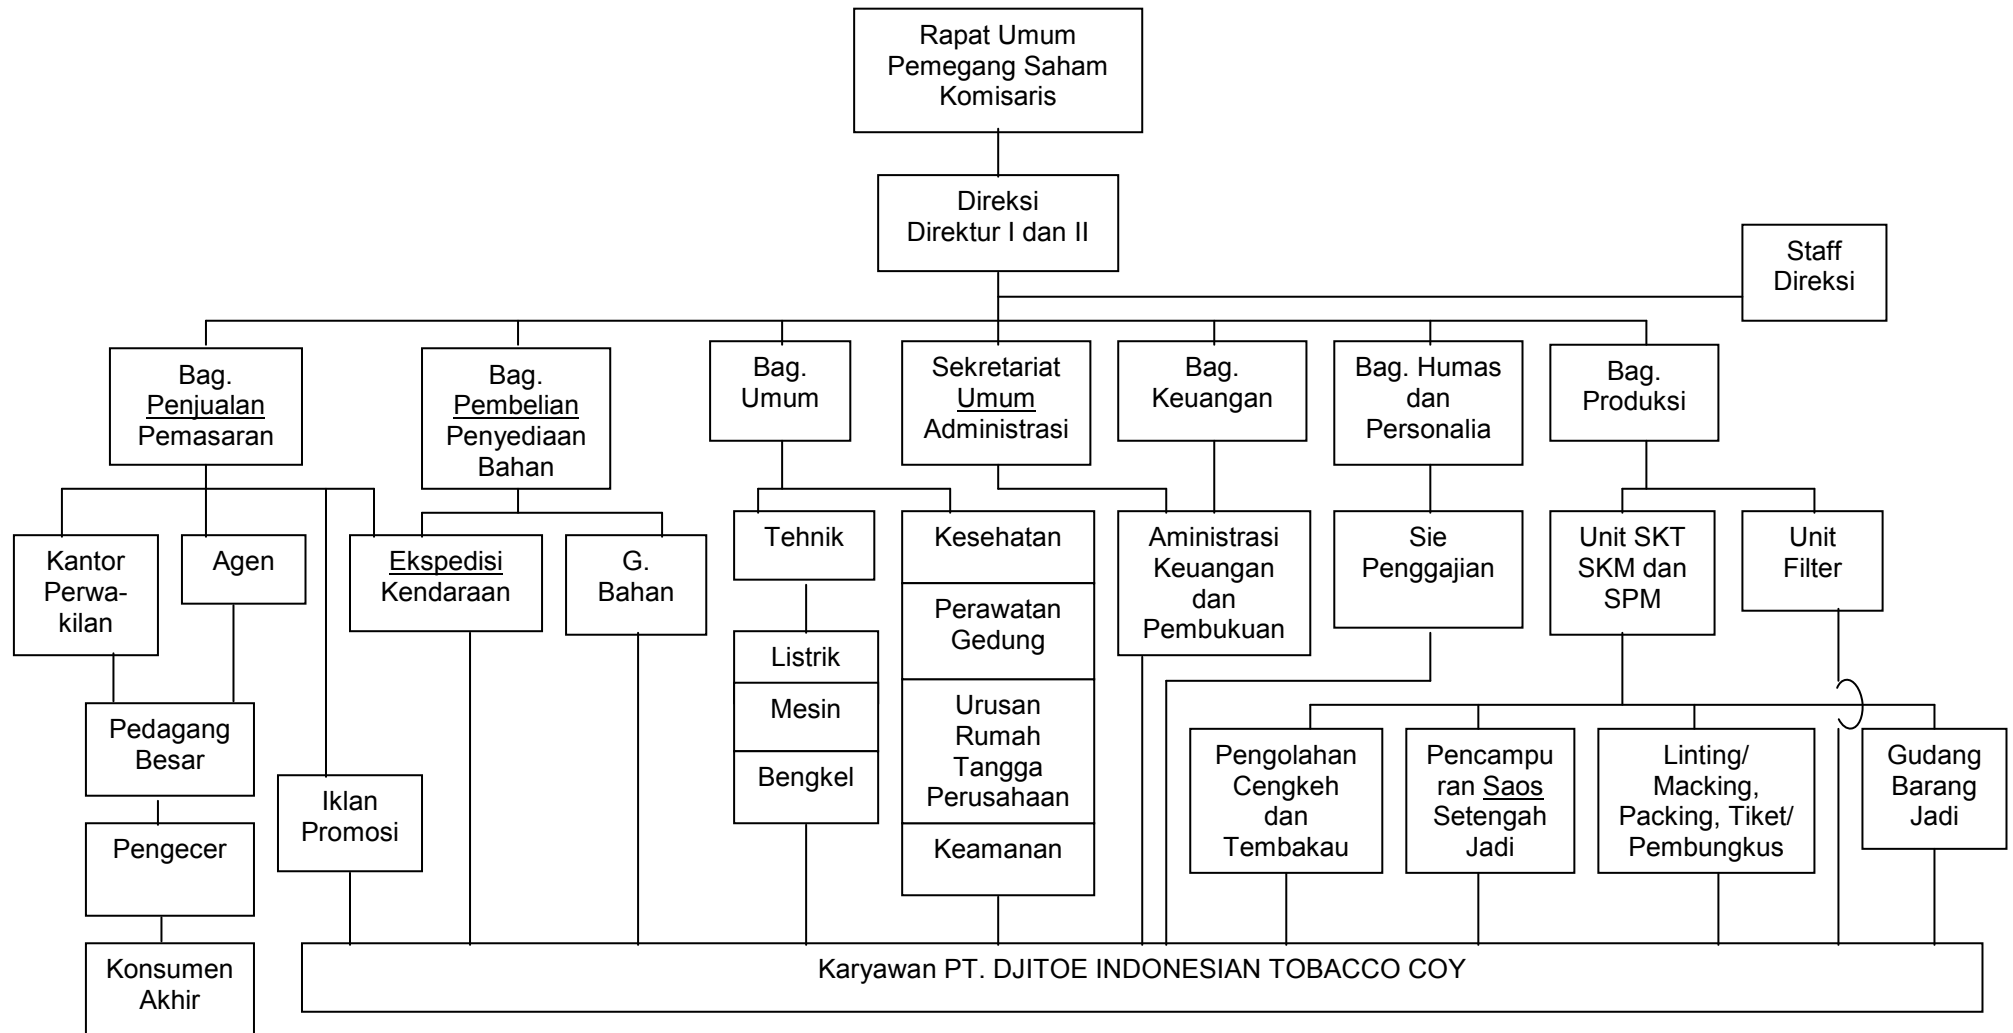 Rapat Umum
Pemegang Saham
Komisaris
Direksi
Direktur I dan II
Staff
Direksi
Bag.
Penjualan
Pemasaran
Bag.
Pembelian
Penyediaan
Bahan
Bag.
Umum
Sekretariat
Umum
Administrasi
Bag.
Keuangan
Bag. Humas
dan
Personalia
Bag.
Produksi
Kantor
Perwa-
kilan
Agen
Ekspedisi
Kendaraan
G.
Bahan
Tehnik
Kesehatan
Aministrasi
Keuangan
dan
Pembukuan
Sie
Penggajian
Unit SKT
SKM dan
SPM
Unit
Filter
Perawatan
Gedung
Listrik
Mesin
Bengkel
Urusan
Rumah
Tangga
Perusahaan
Keamanan
Pedagang
Besar
Iklan
Promosi
Pengecer
Pengolahan
Cengkeh
dan
Tembakau
Pencampu
ran Saos
Setengah
Jadi
Linting/
Macking,
Packing, Tiket/
Pembungkus
Gudang
Barang
Jadi
Konsumen
Akhir
Karyawan PT. DJITOE INDONESIAN TOBACCO COY